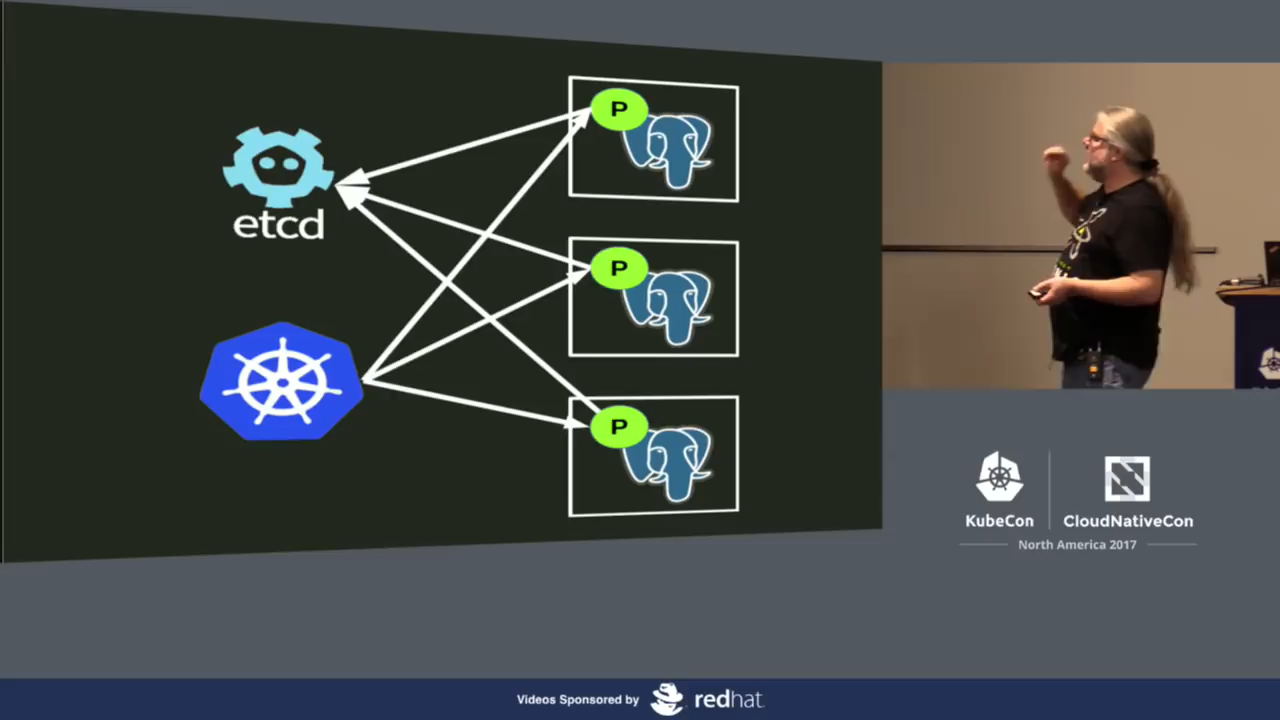 P
etcd
P
P
KubeCon
CloudNativeCon
North America 2017
Videos Sponsored by redhat.